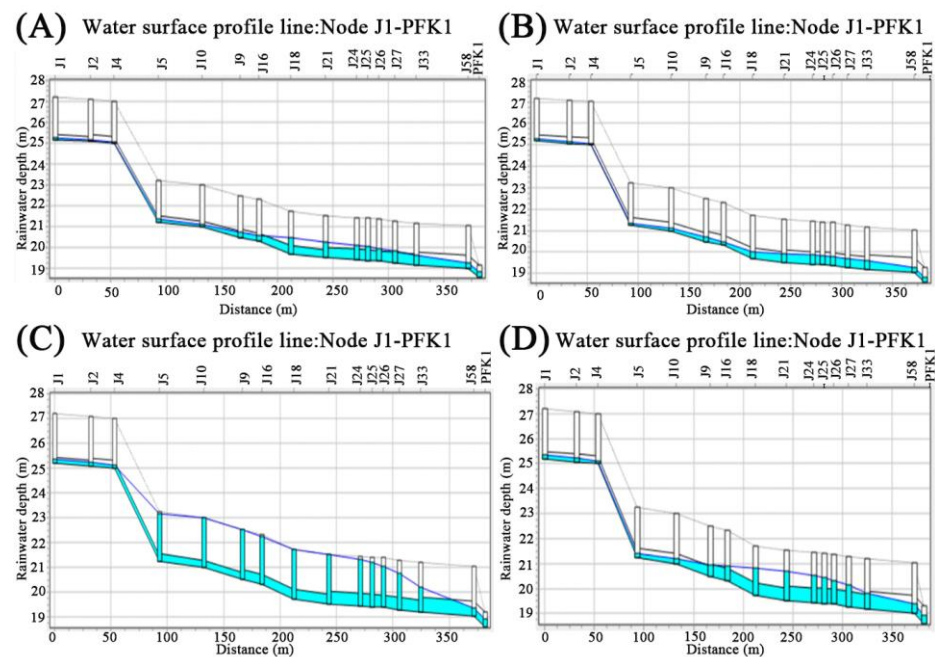 (A) Water surface profile line:Node J1-PFK1
J1 J2 J4 J5 J10 J9 J16 J18 J21 J24 J25 J26 J27 J33 J58 PFK1
Rainwater depth (m)
28
27
26
25
24
23
22
21
20
19
0 50 100 150 200 250 300 350
Distance (m)
(B) Water surface profile line:Node J1-PFK1
J1 J2 J4 J5 J10 J9 J16 J18 J21 J24 J25 J26 J27 J33 J58 PFK1
Rainwater depth (m)
28
27
26
25
24
23
22
21
20
19
0 50 100 150 200 250 300 350
Distance (m)
(C) Water surface profile line:Node J1-PFK1
J1 J2 J4 J5 J10 J9 J16 J18 J21 J24 J25 J26 J27 J33 J58 PFK1
Rainwater depth (m)
28
27
26
25
24
23
22
21
20
19
0 50 100 150 200 250 300 350
Distance (m)
(D) Water surface profile line:Node J1-PFK1
J1 J2 J4 J5 J10 J9 J16 J18 J21 J24 J25 J26 J27 J33 J58 PFK1
Rainwater depth (m)
28
27
26
25
24
23
22
21
20
19
0 50 100 150 200 250 300 350
Distance (m)